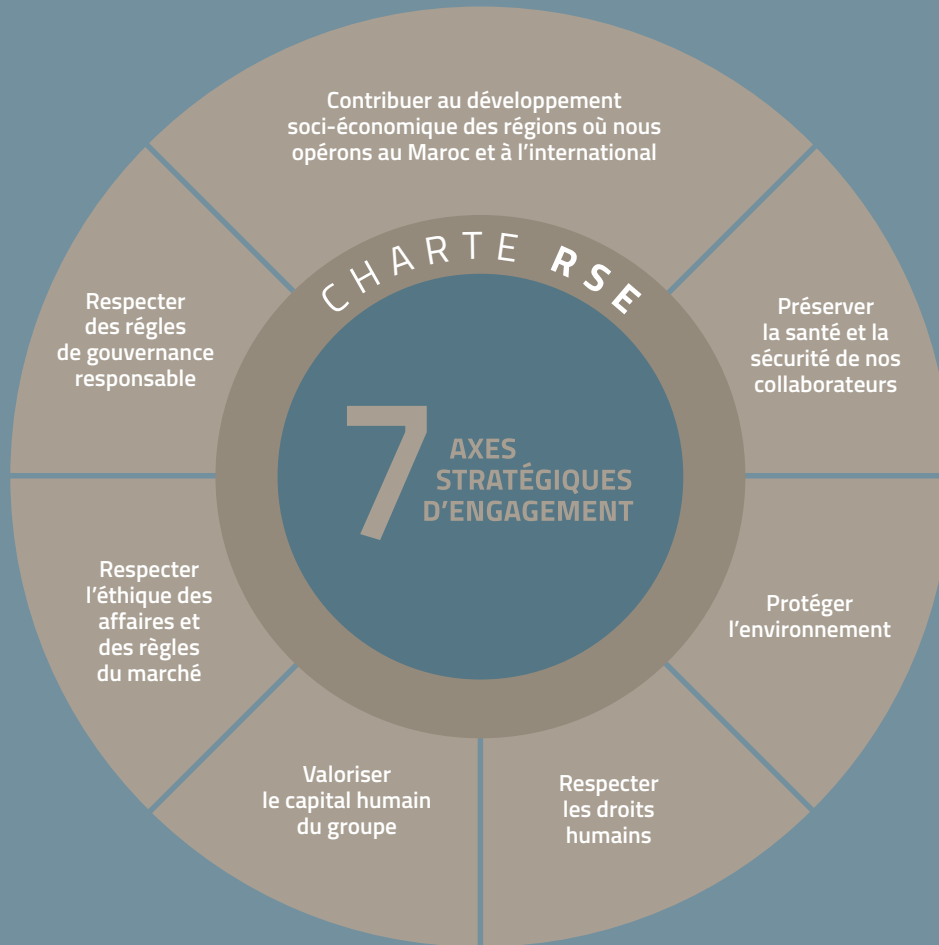 Contribuer au développement
soci-économique des régions où nous
opérons au Maroc et à l'international
CHARTE RSE
Respecter
des régles
de gouvernance
responsable
Préserver
la santé et la
sécurité de nos
collaborateurs
7 AXES
STRATÉGIQUES
D'ENGAGEMENT
Respecter
l'éthique des
affaires et
des règles
du marché
Protéger
l'environnement
Valoriser
le capital humain
du groupe
Respecter
les droits
humains